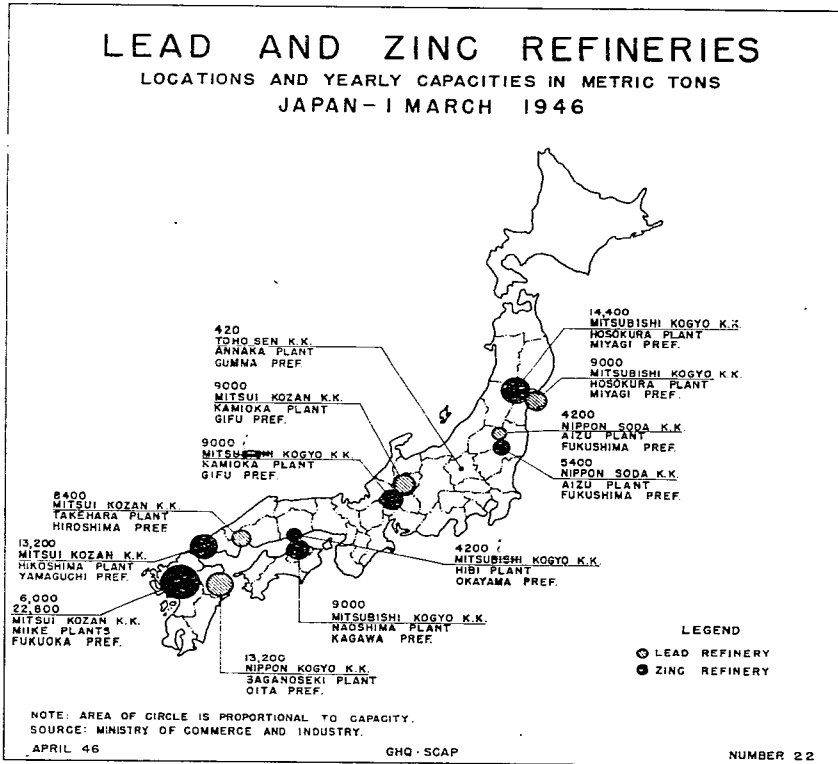 LEAD AND ZINC REFINERIES
LOCATIONS AND YEARLY CAPACITIES IN METRIC TONS
JAPAN-1 MARCH 1946
14,400
MITSUBISHI KOGYO K.K.
HOSOKURA PLANT
MIYAGI PREF.
9000
MITSUBISHI KOGYO K.K.
HOSOKURA PLANT
MIYAGI PREF.
4200
NIPPON SODA K.K.
AIZU PLANT
FUKUSHIMA PREF.
5400
NIPPON SODA K.K.
AIZU PLANT
FUKUSHIMA PREF.
420
TOHO SEN K.K.
ANNAKA PLANT
GUMMA PREF.
9000
MITSUI KOZAN K.K.
KAMIOKA PLANT
GIFU PREF.
9000
KOGYO K.K.
KAMIOKA PLANT
GIFU PREF.
8400
MITSUI KOZAN K.K.
TAKEHARA PLANT
HIROSHIMA PREF
13,200
MITSUI KOZAN K.K.
HIKOSHIMA PLANT
YAMAGUCHI PREF.
6,000
22,800
MITSUI KOZAN K.K.
MIIKE PLANTS
FUKUOKA PREF.
4200
MITSUBISHI KOGYO K.K.
HIBI PLANT
OKAYAMA PREF.
9000
MITSUBISHI KOGYO K.K.
NAOSHIMA PLANT
KAGAWA PREF.
13,200
NIPPON KOGYO K.K.
SAGANOSEKI PLANT
OITA PREF.
LEGEND
LEAD REFINERY
ZINC REFINERY
NOTE: AREA OF CIRCLE IS PROPORTIONAL TO CAPACITY.
SOURCE: MINISTRY OF COMMERCE AND INDUSTRY.
APRIL 46
GHQ·SCAP
NUMBER 22